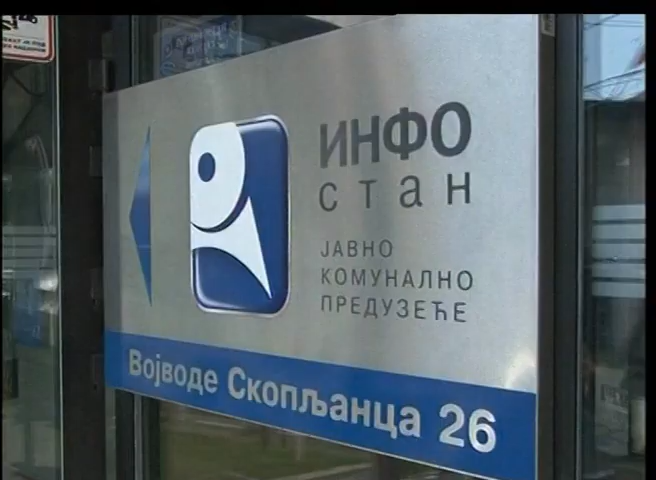 ИНФО
стан
ЈАВНО
КОМУНАЛНО
ПРЕДУЗЕЋЕ
Војводе Скопљанца 26